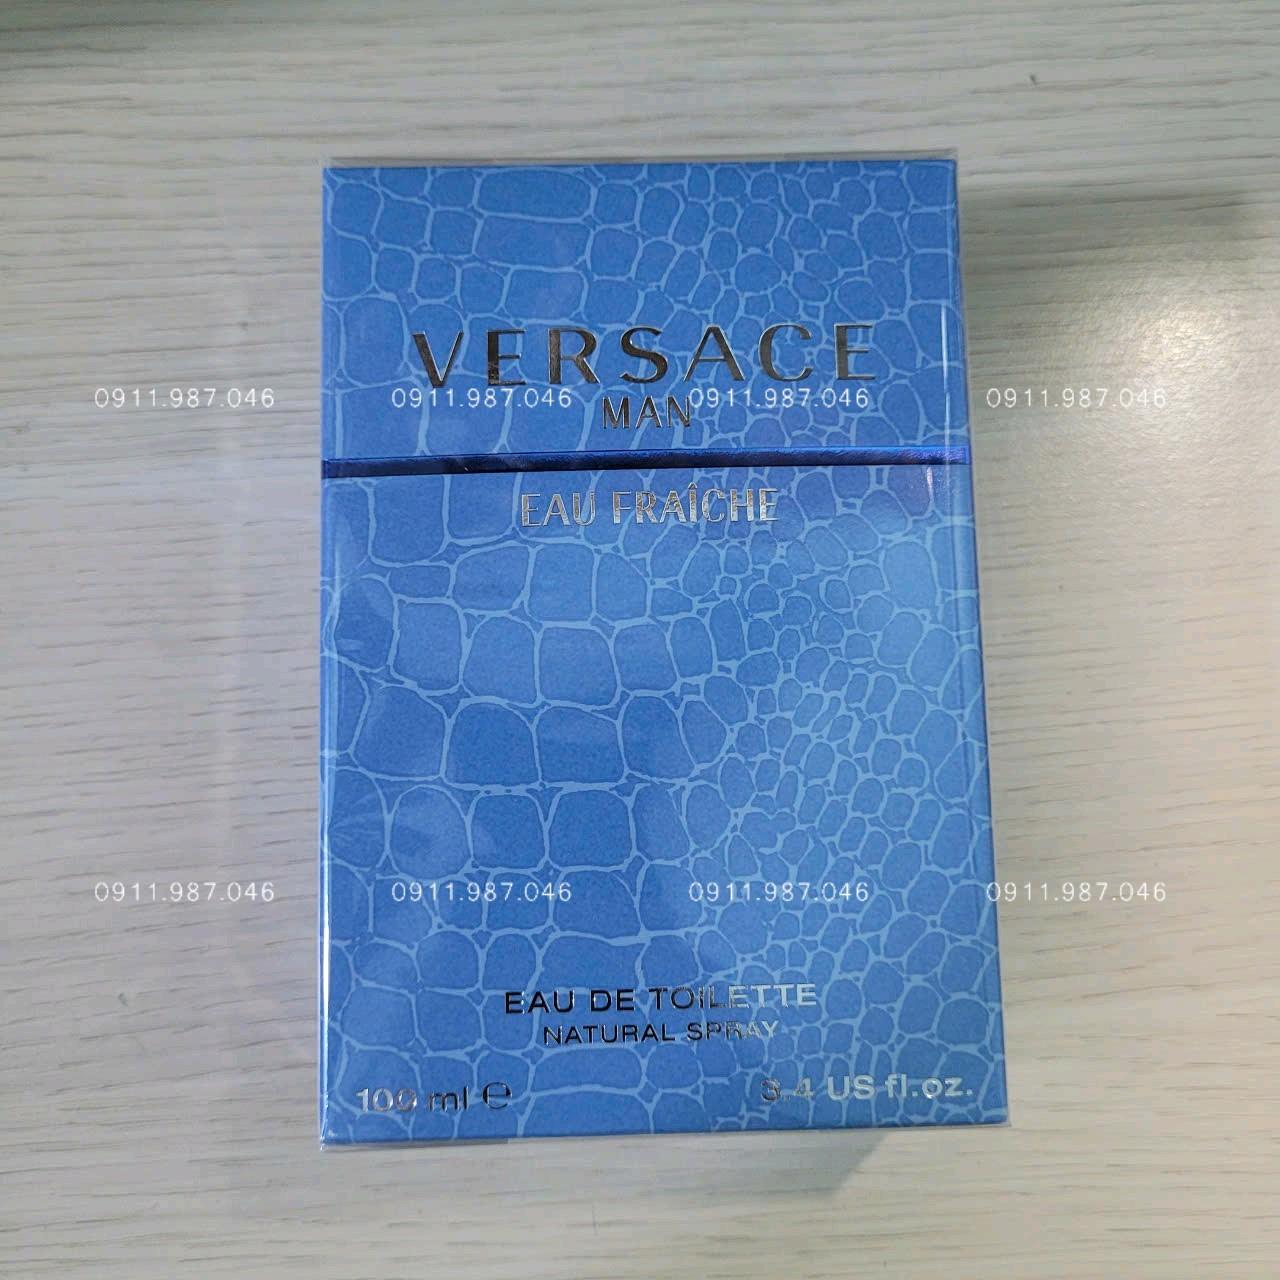 VERSACE
0911.987.046 0911.987.046 0911.987.046 0911.987.046
MAN
EAU FRAÎCHE
0911.987.046 0911.987.046 0911.987.046 0911.987.046
EAU DE TOILETTE
NATURAL SPRAY
100 ml ℮ 3.4 US fl.oz.